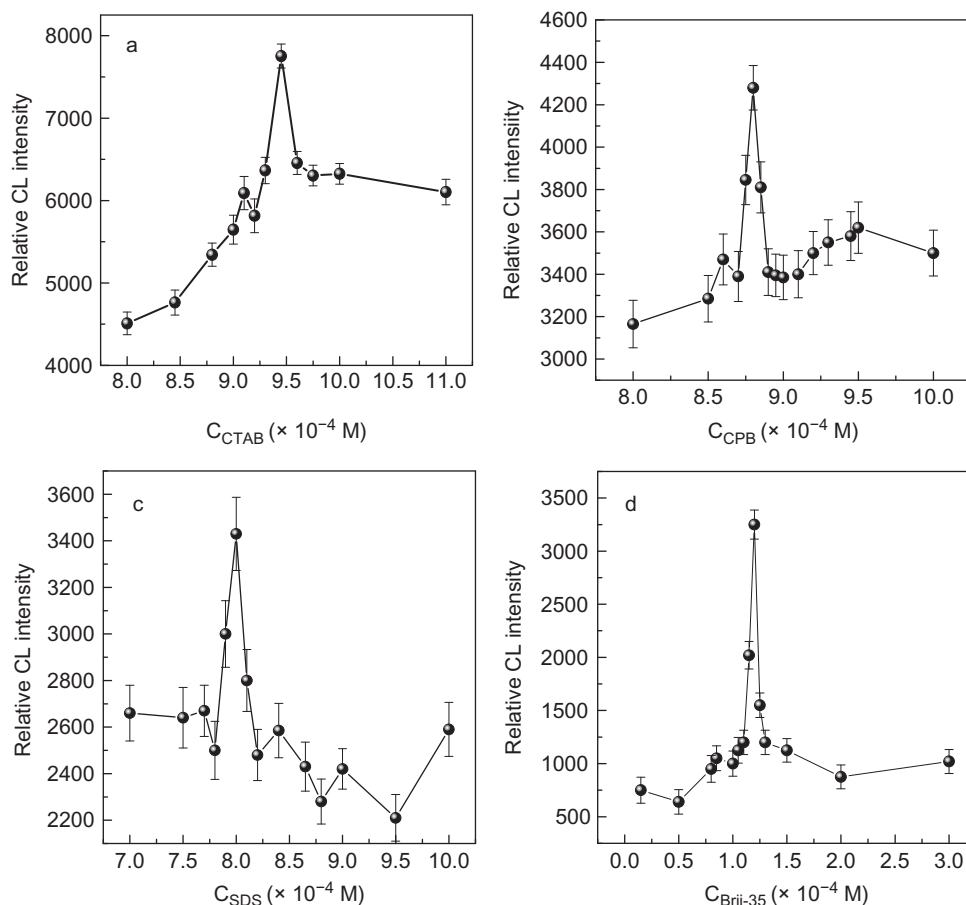 a
Relative CL intensity
8000
7000
6000
5000
4000
8.0 8.5 9.0 9.5 10.0 10.5 11.0
C_CTAB (× 10⁻⁴ M)
Relative CL intensiity
4600
4400
4200
4000
3800
3600
3400
3200
3000
8.0 8.5 9.0 9.5 10.0
C_CPB (× 10⁻⁴ M)
c
Relative CL intensity
3600
3400
3200
3000
2800
2600
2400
2200
7.0 7.5 8.0 8.5 9.0 9.5 10.0
C_SDS (× 10⁻⁴ M)
d
Relative CL intensity
3500
3000
2500
2000
1500
1000
500
0.0 0.5 1.0 1.5 2.0 2.5 3.0
C_Brii-35 (× 10⁻⁴ M)